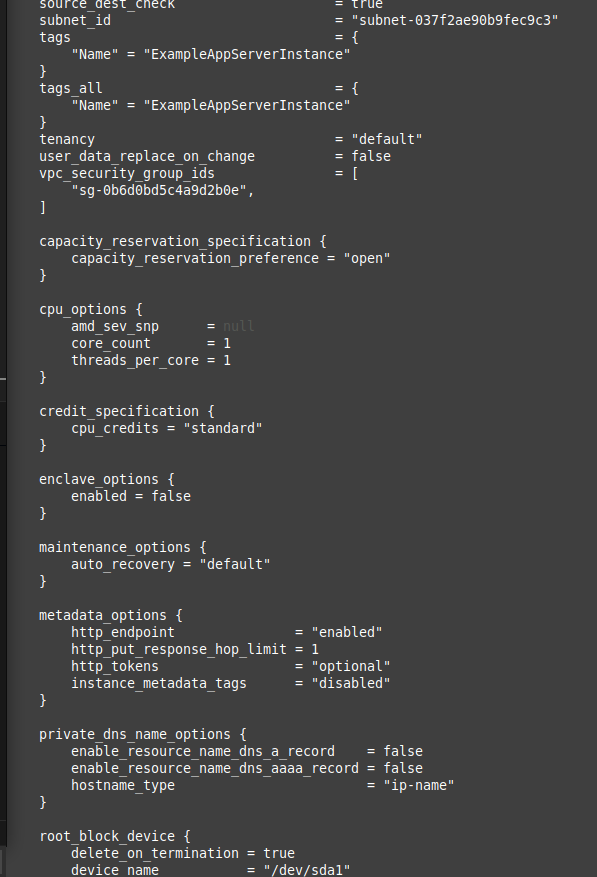 source_dest_check = true
subnet_id = "subnet-037f2ae90b9fec9c3"
tags = {
"Name" = "ExampleAppServerInstance"
}
tags_all = {
"Name" = "ExampleAppServerInstance"
}
tenancy = "default"
user_data_replace_on_change = false
vpc_security_group_ids = [
"sg-0b6d0bd5c4a9d2b0e",
]
capacity_reservation_specification {
capacity_reservation_preference = "open"
}
cpu_options {
amd_sev_snp = null
core_count = 1
threads_per_core = 1
}
credit_specification {
cpu_credits = "standard"
}
enclave_options {
enabled = false
}
maintenance_options {
auto_recovery = "default"
}
metadata_options {
http_endpoint = "enabled"
http_put_response_hop_limit = 1
http_tokens = "optional"
instance_metadata_tags = "disabled"
}
private_dns_name_options {
enable_resource_name_dns_a_record = false
enable_resource_name_dns_aaaa_record = false
hostname_type = "ip-name"
}
root_block_device {
delete_on_termination = true
device_name = "/dev/sda1"